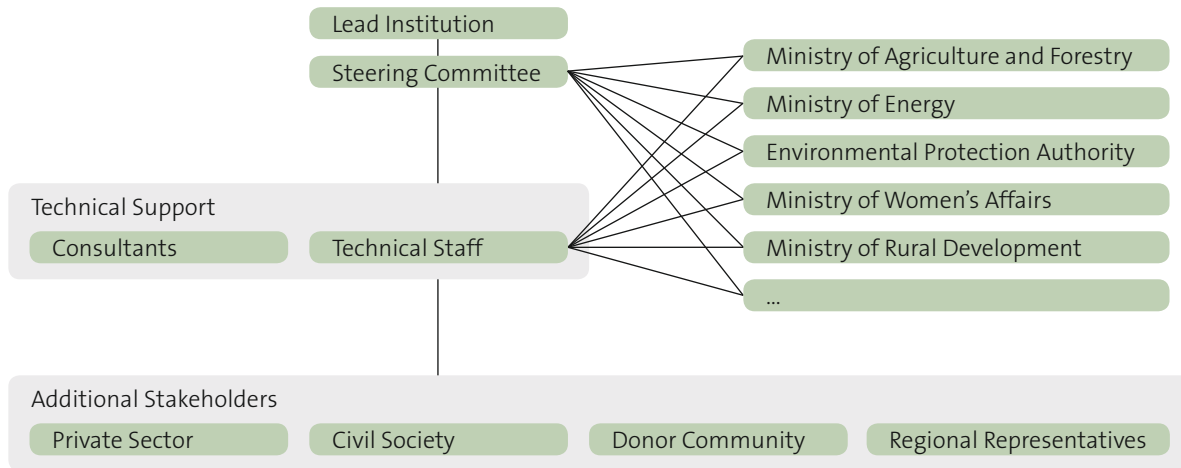 Lead Institution
Steering Committee
Ministry of Agriculture and Forestry
Ministry of Energy
Environmental Protection Authority
Ministry of Women’s Affairs
Ministry of Rural Development
...
Technical Support
Consultants
Technical Staff
Additional Stakeholders
Private Sector
Civil Society
Donor Community
Regional Representatives